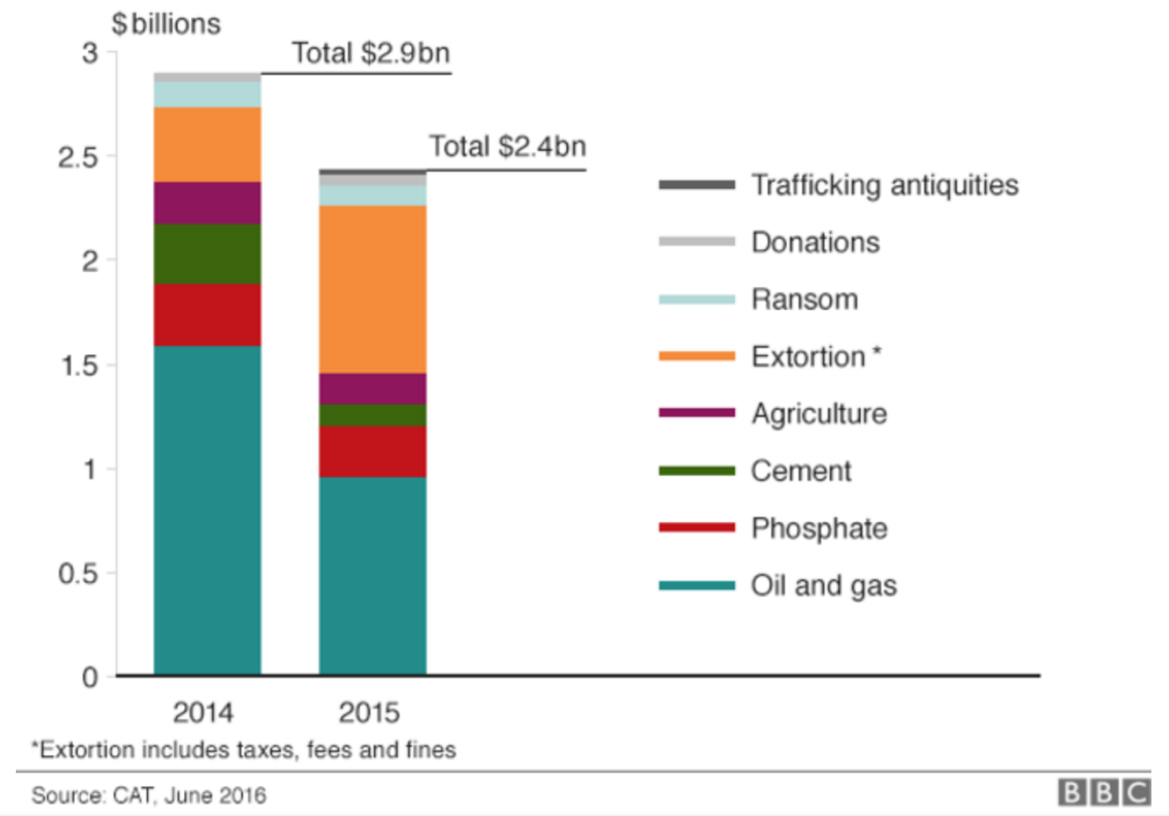 $billions
3
Total $2.9bn
2.5
Total $2.4bn
2
1.5
1
0.5
0
2014
2015
Trafficking antiquities
Donations
Ransom
Extortion *
Agriculture
Cement
Phosphate
Oil and gas
*Extortion includes taxes, fees and fines
Source: CAT, June 2016
BBC